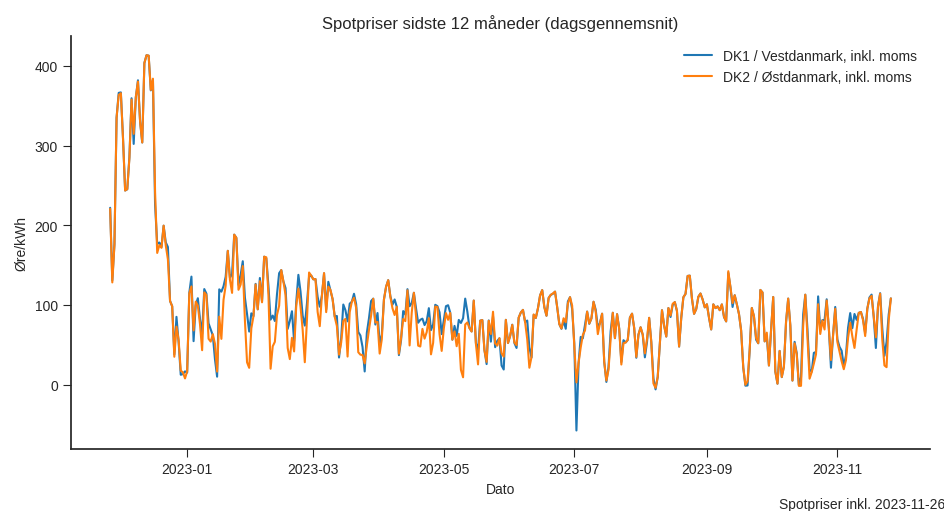 Spotpriser sidste 12 måneder (dagsgennemsnit)
DK1 / Vestdanmark, inkl. moms
DK2 / Østdanmark, inkl. moms
400
300
200
100
0
Øre/kWh
2023-01
2023-03
2023-05
2023-07
2023-09
2023-11
Dato
Spotpriser inkl. 2023-11-26